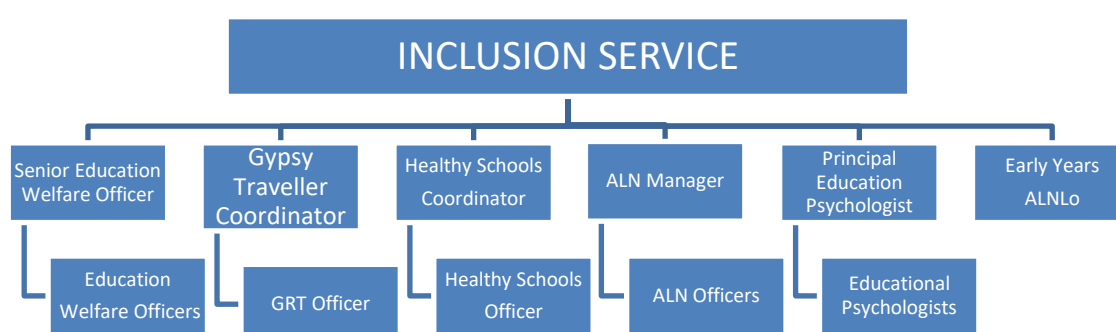 INCLUSION SERVICE
Senior Education
Welfare Officer
Gypsy
Traveller
Coordinator
Healthy Schools
Coordinator
ALN Manager
Principal
Education
Psychologist
Early Years
ALNLo
Education
Welfare Officers
GRT Officer
Healthy Schools
Officer
ALN Officers
Educational
Psychologists